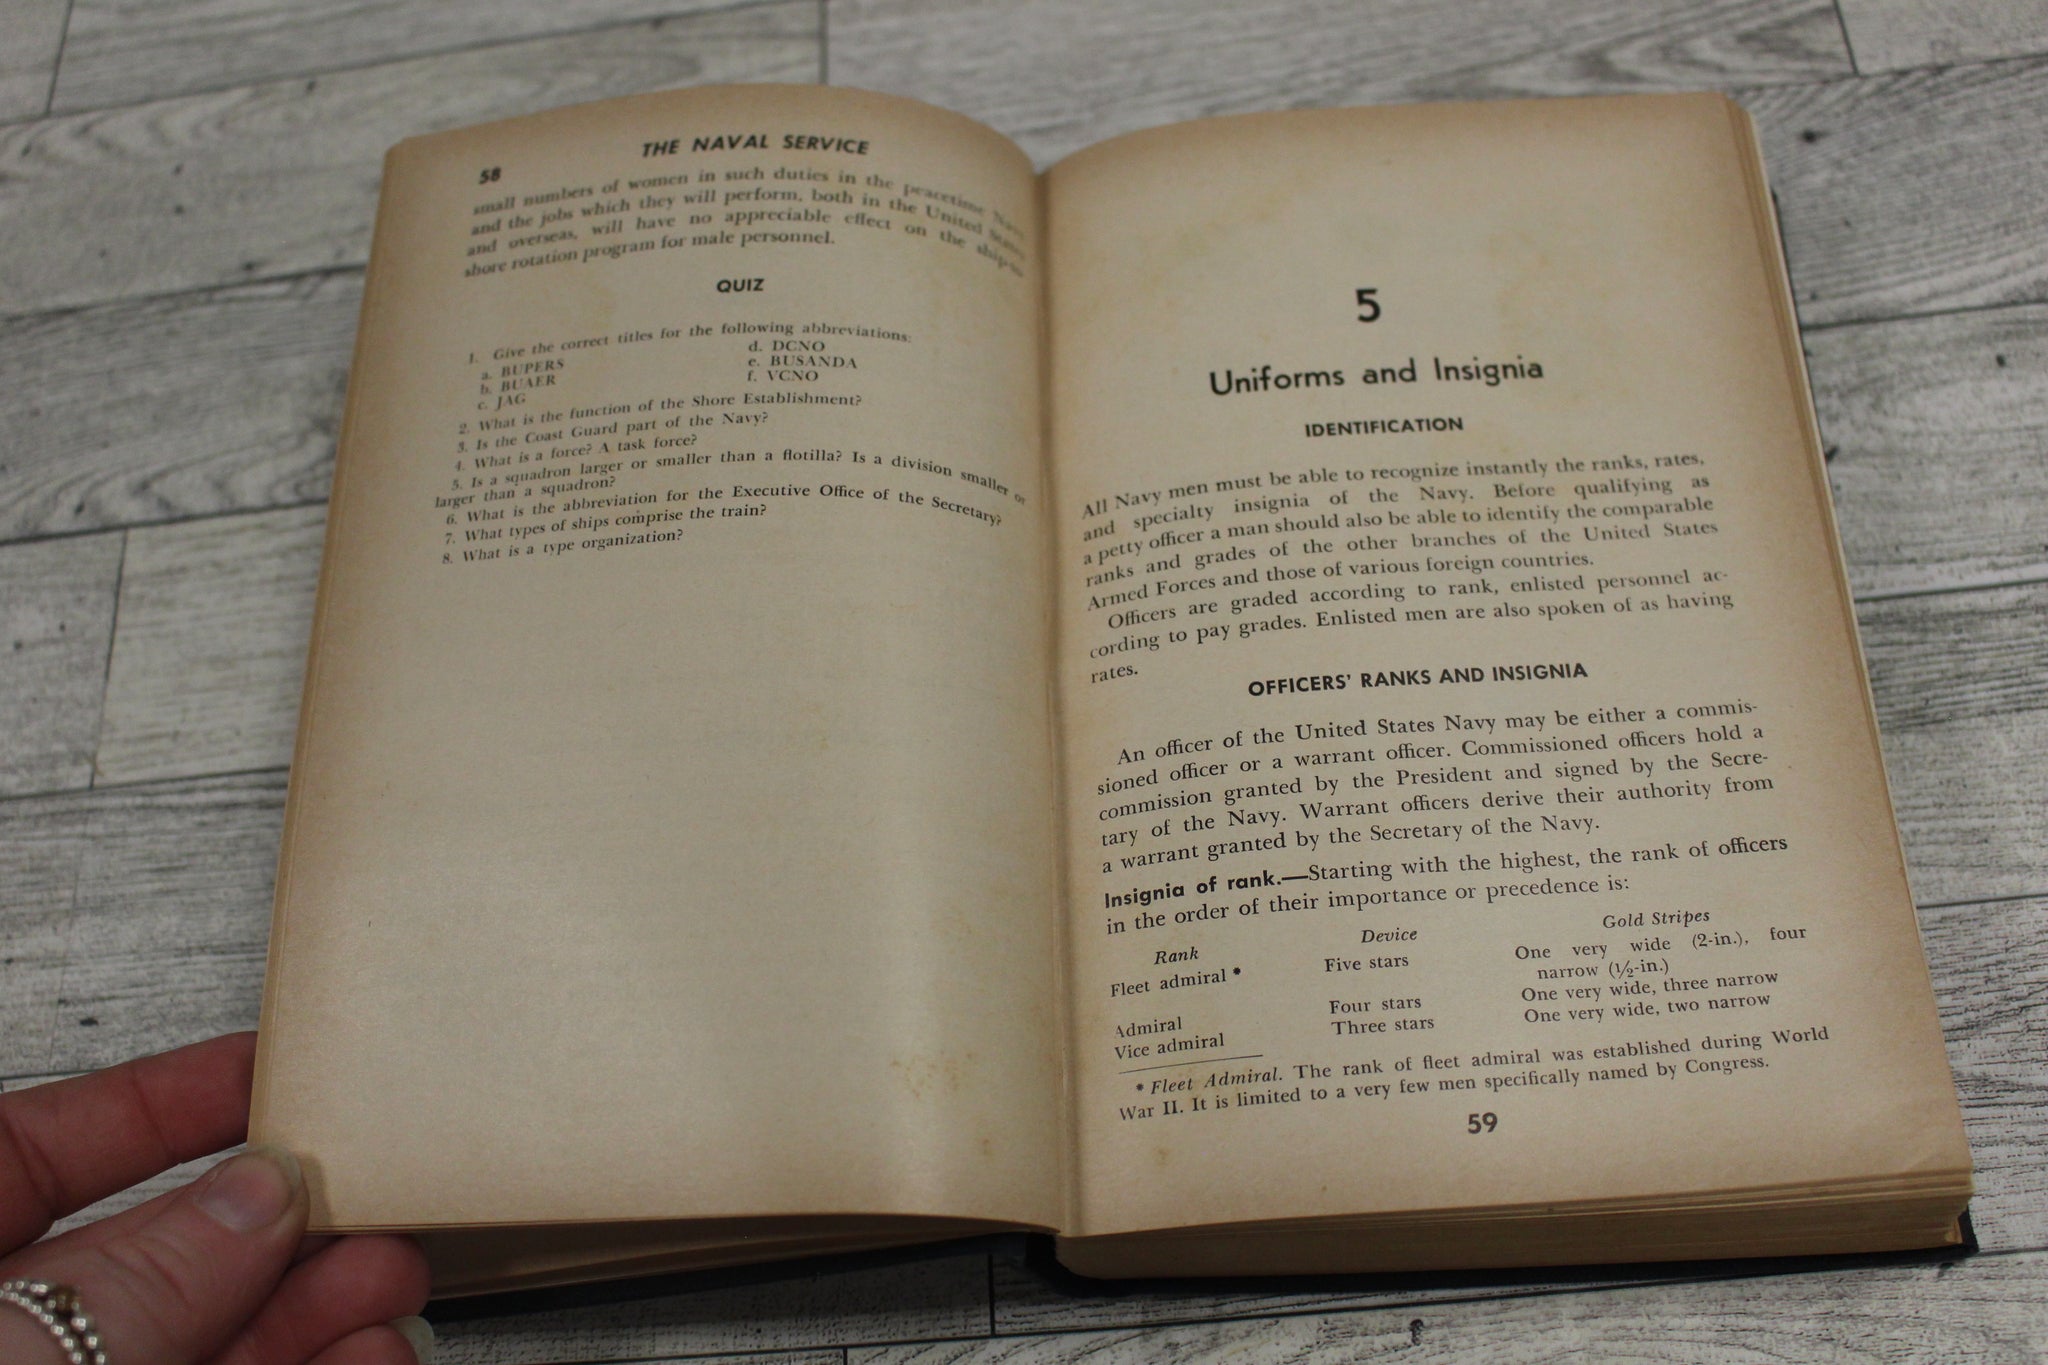 58
THE NAVAL SERVICE
small numbers of women in such duties in the peacetime Navy
and the jobs which they will perform, both in the United States
and overseas, will have no appreciable effect on the ship-to-
shore rotation program for male personnel.
QUIZ
1. Give the correct titles for the following abbreviations:
a. BUPERS
b. BUAER
c. JAG
d. DCNO
e. BUSANDA
f. VCNO
2. What is the function of the Shore Establishment?
3. Is the Coast Guard part of the Navy?
4. What is a force? A task force?
5. Is a squadron larger or smaller than a flotilla? Is a division smaller or
larger than a squadron?
6. What is the abbreviation for the Executive Office of the Secretary?
7. What types of ships comprise the train?
8. What is a type organization?
5
Uniforms and Insignia
IDENTIFICATION
All Navy men must be able to recognize instantly the ranks, rates,
and specialty insignia of the Navy. Before qualifying as
a petty officer a man should also be able to identify the comparable
ranks and grades of the other branches of the United States
Armed Forces and those of various foreign countries.
Officers are graded according to rank, enlisted personnel ac-
cording to pay grades. Enlisted men are also spoken of as having
rates.
OFFICERS' RANKS AND INSIGNIA
An officer of the United States Navy may be either a commis-
sioned officer or a warrant officer. Commissioned officers hold a
commission granted by the President and signed by the Secre-
tary of the Navy. Warrant officers derive their authority from
a warrant granted by the Secretary of the Navy.
Insignia of rank.—Starting with the highest, the rank of officers
in the order of their importance or precedence is:
Rank Device Gold Stripes
Fleet admiral * Five stars One very wide (2-in.), four
narrow (1/2-in.)
Admiral Four stars One very wide, three narrow
Vice admiral Three stars One very wide, two narrow
* Fleet Admiral. The rank of fleet admiral was established during World
War II. It is limited to a very few men specifically named by Congress.
59